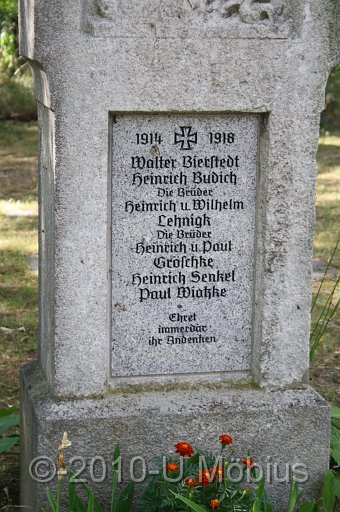 1914 1918
Walter Bierstedt
Heinrich Budich
Die Brüder
Heinrich u. Wilhelm
Lehnigk
Die Brüder
Heinrich u. Paul
Groschke
Heinrich Senkel
Paul Wiatzke
Ehret
immerdar
ihr Andenken
© 2010-U. Möbius